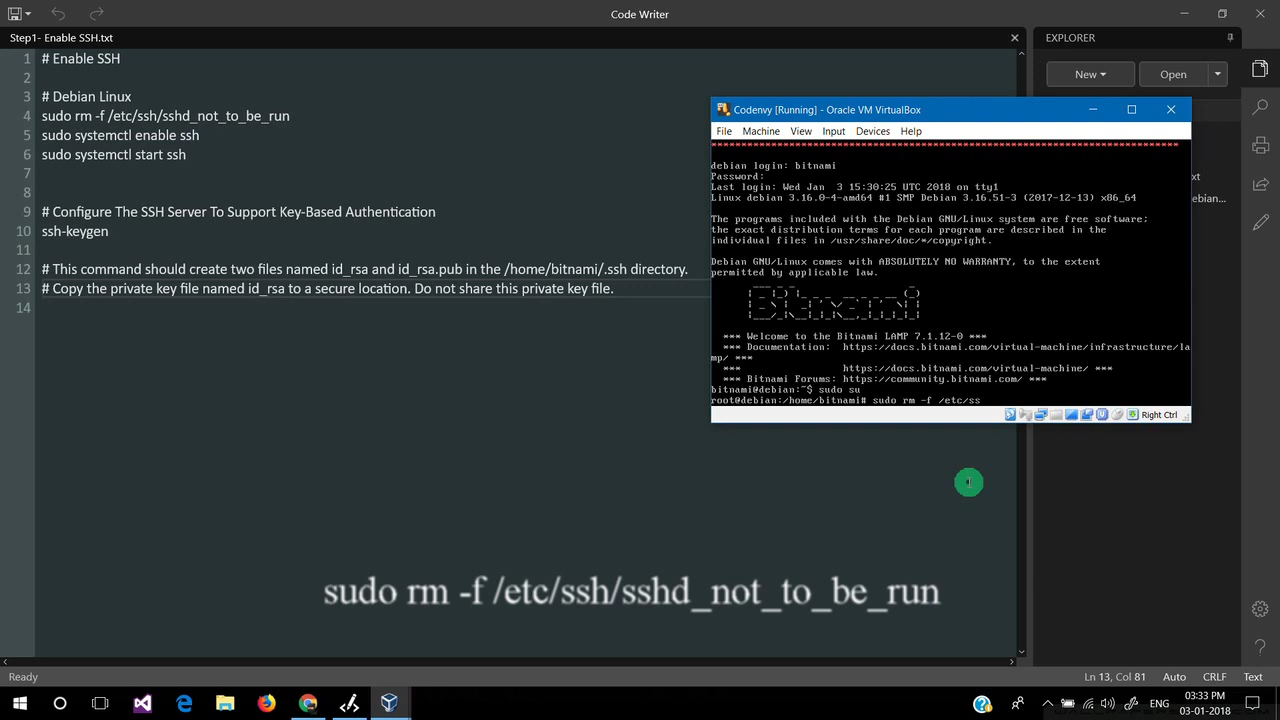 Code Writer
Step1- Enable SSH.txt
EXPLORER
New
Open
1 # Enable SSH
2
3 # Debian Linux
4 sudo rm -f /etc/ssh/sshd_not_to_be_run
5 sudo systemctl enable ssh
6 sudo systemctl start ssh
7
8
9 # Configure The SSH Server To Support Key-Based Authentication
10 ssh-keygen
11
12 # This command should create two files named id_rsa and id_rsa.pub in the /home/bitnami/.ssh directory.
13 # Copy the private key file named id_rsa to a secure location. Do not share this private key file.
14
xt
ebian...
Codenvy [Running] - Oracle VM VirtualBox
File Machine View Input Devices Help
*******************************************************************************
debian login: bitnami
Password:
Last login: Wed Jan  3 15:30:25 UTC 2018 on tty1
Linux debian 3.16.0-4-amd64 #1 SMP Debian 3.16.51-3 (2017-12-13) x86_64
The programs included with the Debian GNU/Linux system are free software;
the exact distribution terms for each program are described in the
individual files in /usr/share/doc/*/copyright.
Debian GNU/Linux comes with ABSOLUTELY NO WARRANTY, to the extent
permitted by applicable law.
Bitnami
*** Welcome to the Bitnami LAMP 7.1.12-0 ***
*** Documentation:  https://docs.bitnami.com/virtual-machine/infrastructure/la
mp/ ***
https://docs.bitnami.com/virtual-machine/ ***
*** Bitnami Forums: https://community.bitnami.com/ ***
bitnami@debian:~$ sudo su
root@debian:/home/bitnami# sudo rm -f /etc/ss
Right Ctrl
sudo rm -f /etc/ssh/sshd_not_to_be_run
Ready
Ln 13, Col 81
Auto
CRLF
Text
ENG
03:33 PM
03-01-2018